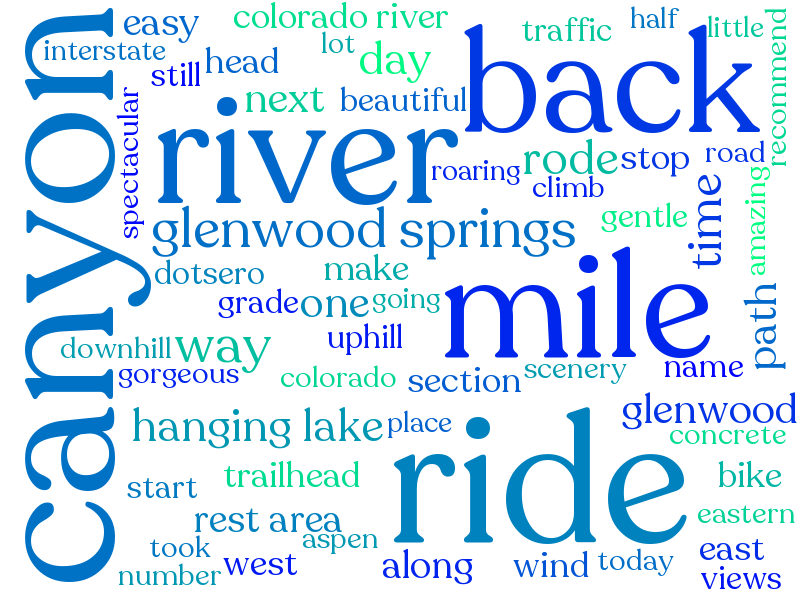 canyon
easy
colorado river
traffic
half
little
recommend
interstate
still
head
lot
day
back
spectacular
next
beautiful
river
roaring
rode
stop
road
climb
time
amazing
glenwood springs
gentle
dotsero
make
mile
path
grade
one
going
uphill
downhill
way
gorgeous
colorado
section
scenery
name
hanging lake
place
ride
glenwood
concrete
start
trailhead
bike
rest area
eastern
took
aspen
east
number
west
along
wind
today
views